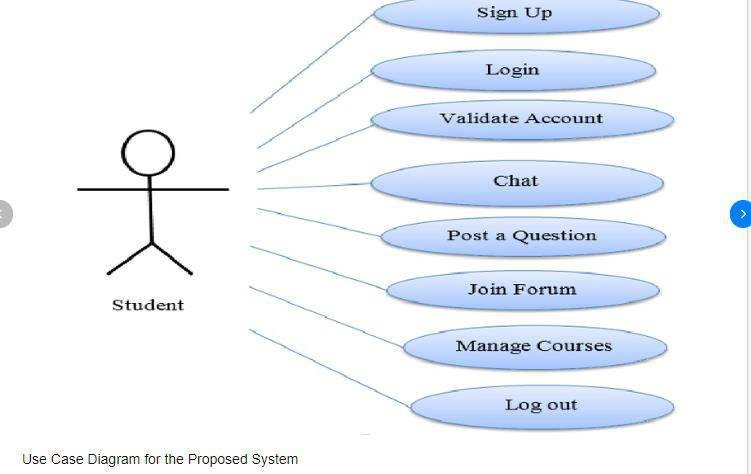 Sign Up
Login
Validate Account
Chat
Post a Question
Join Forum
Manage Courses
Log out
Student
Use Case Diagram for the Proposed System